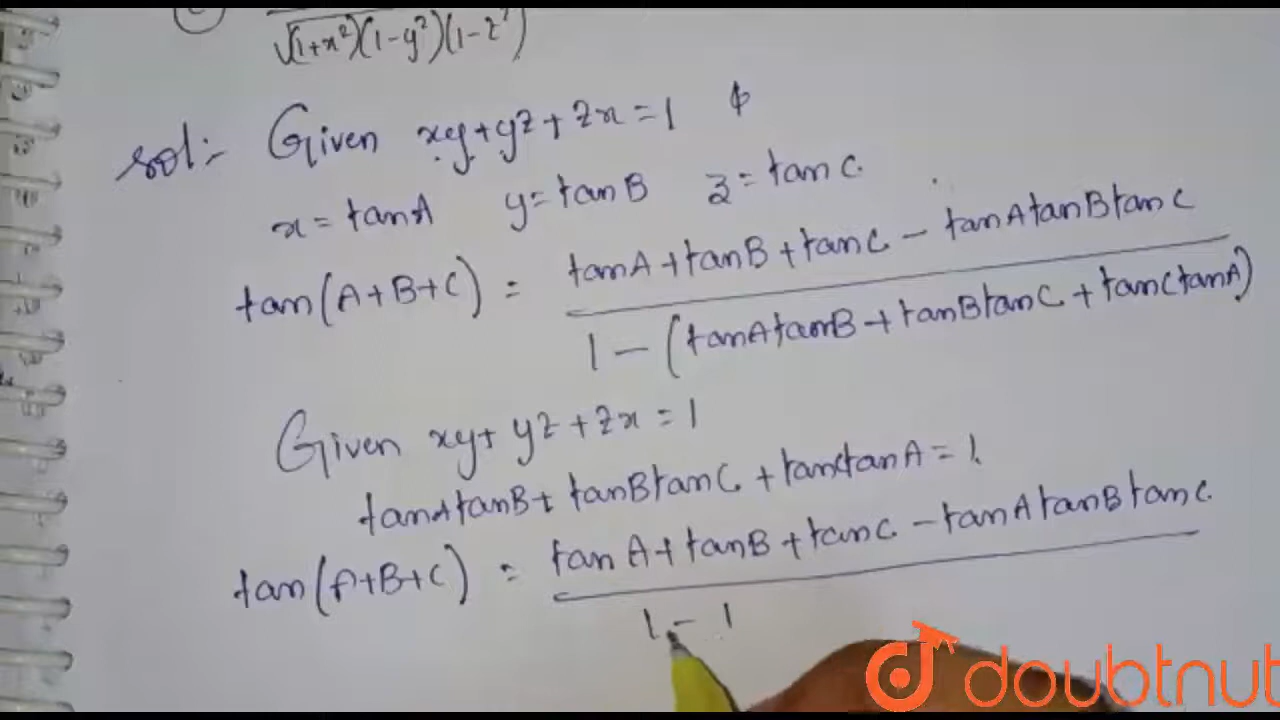 √(1+x²)(1-y²)(1-z²)
Sol:- Given xy+yz+zx=1 &
x=tanA y=tanB z=tanC.
tan(A+B+C) = tanA+tanB+tanC-tanAtanBtanC
1-(tanAtanB+tanBtanC+tanCtanA)
Given xy+yz+zx=1
tanAtanB+tanBtanC+tanCtanA=1.
tan(A+B+C) = tanA+tanB+tanC-tanAtanBtanC.
1-1
doubtnut